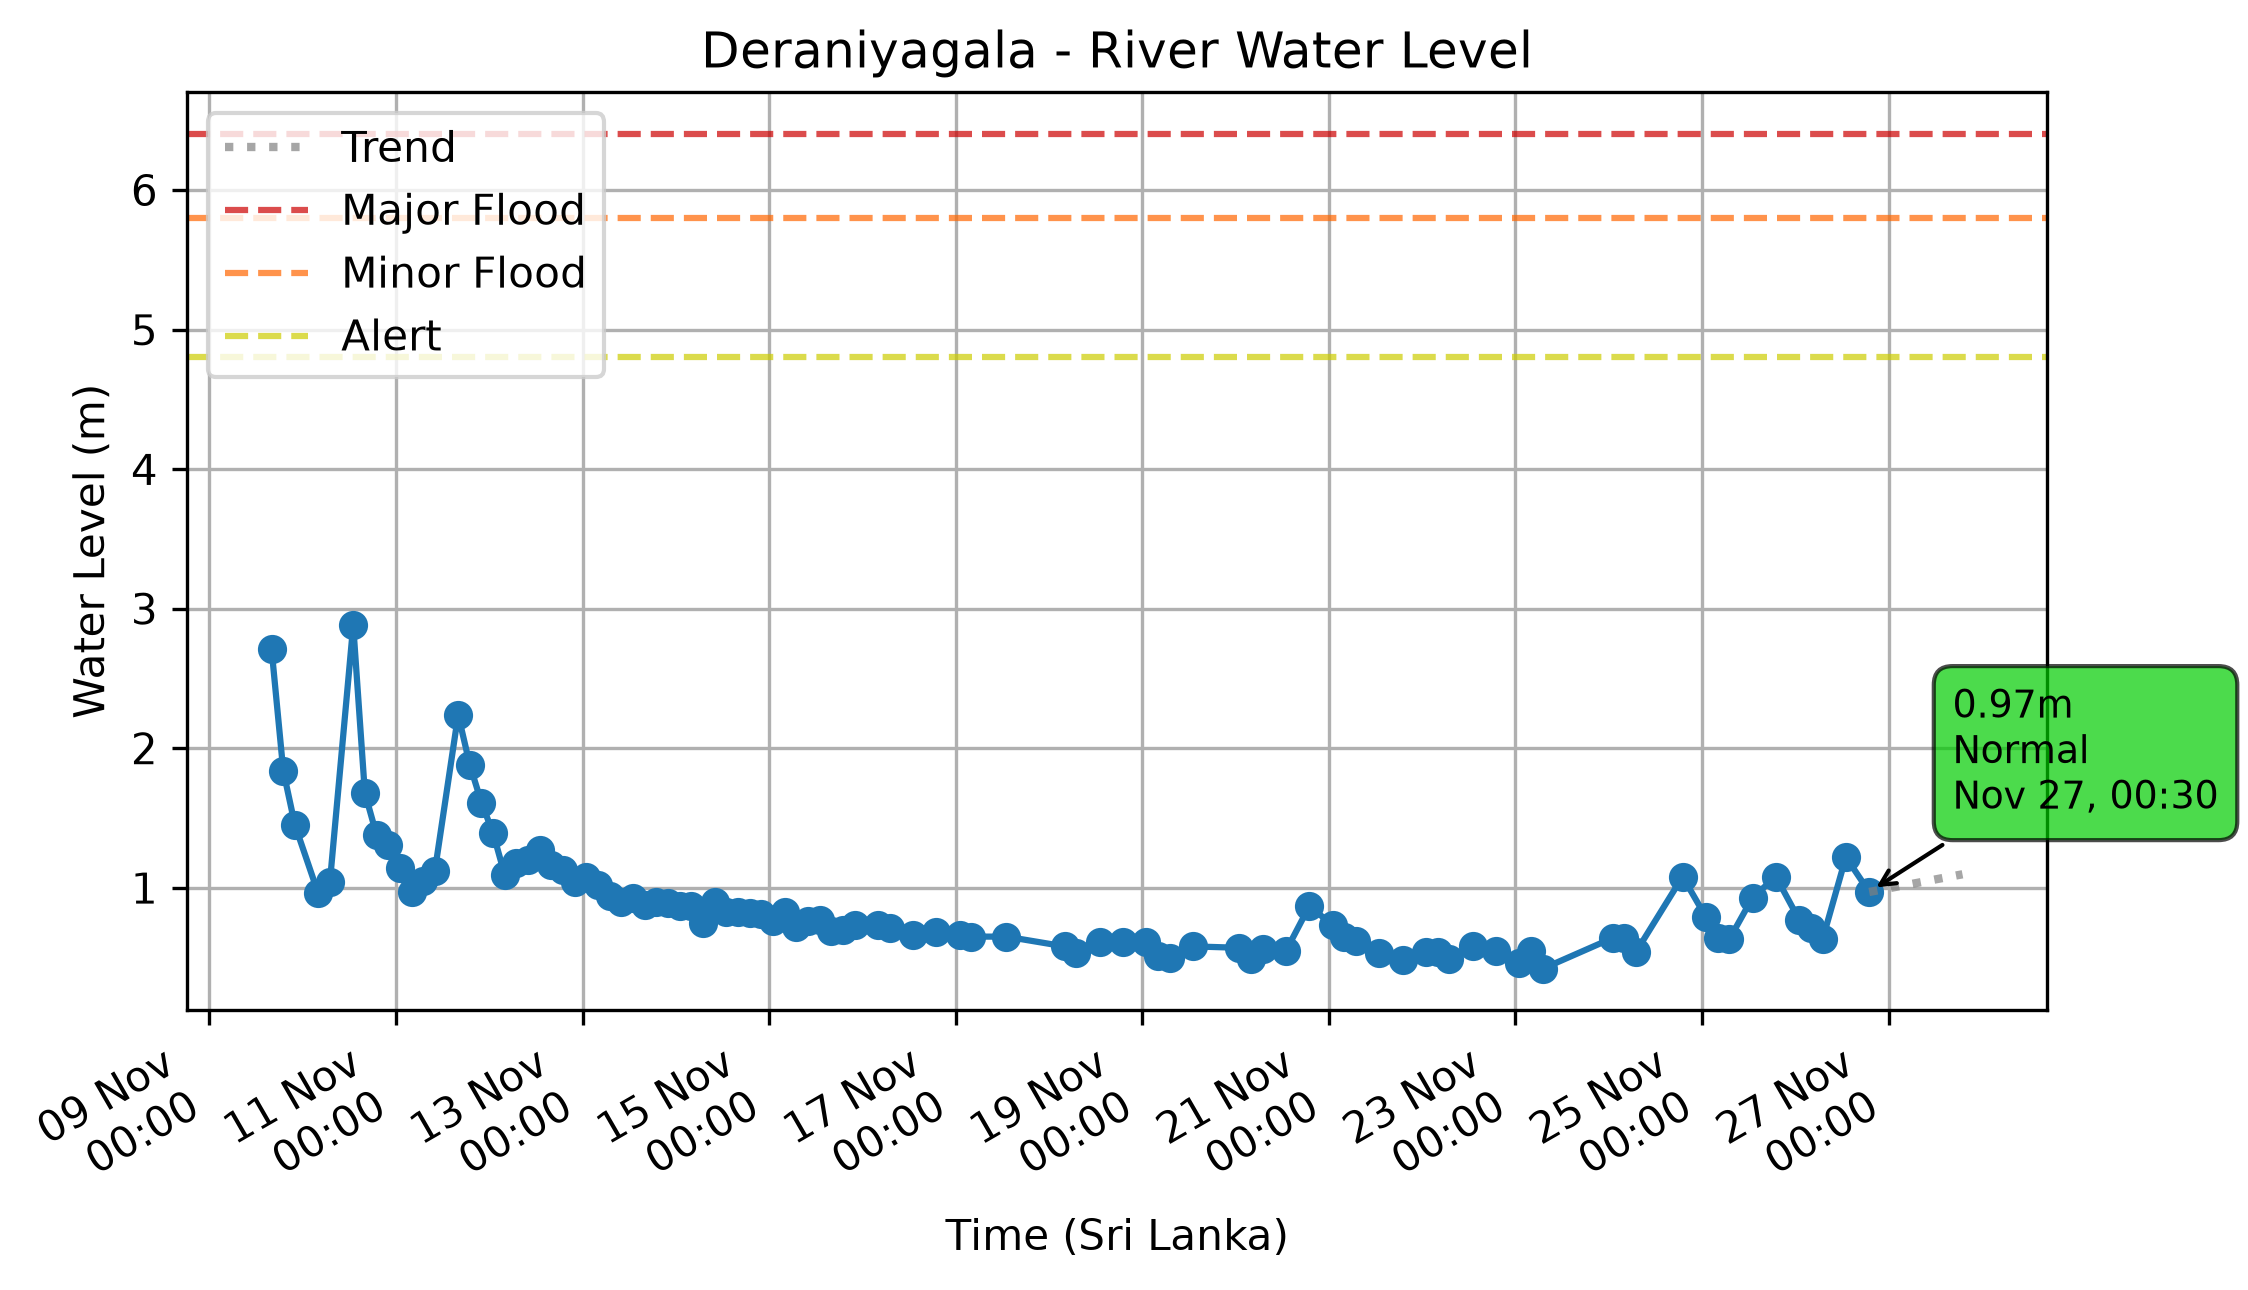 Deraniyagala - River Water Level
Trend
Major Flood
Minor Flood
Alert
6
5
4
3
2
1
Water Level (m)
0.97m
Normal
Nov 27, 00:30
09 Nov
00:00
11 Nov
00:00
13 Nov
00:00
15 Nov
00:00
17 Nov
00:00
19 Nov
00:00
21 Nov
00:00
23 Nov
00:00
25 Nov
00:00
27 Nov
00:00
Time (Sri Lanka)